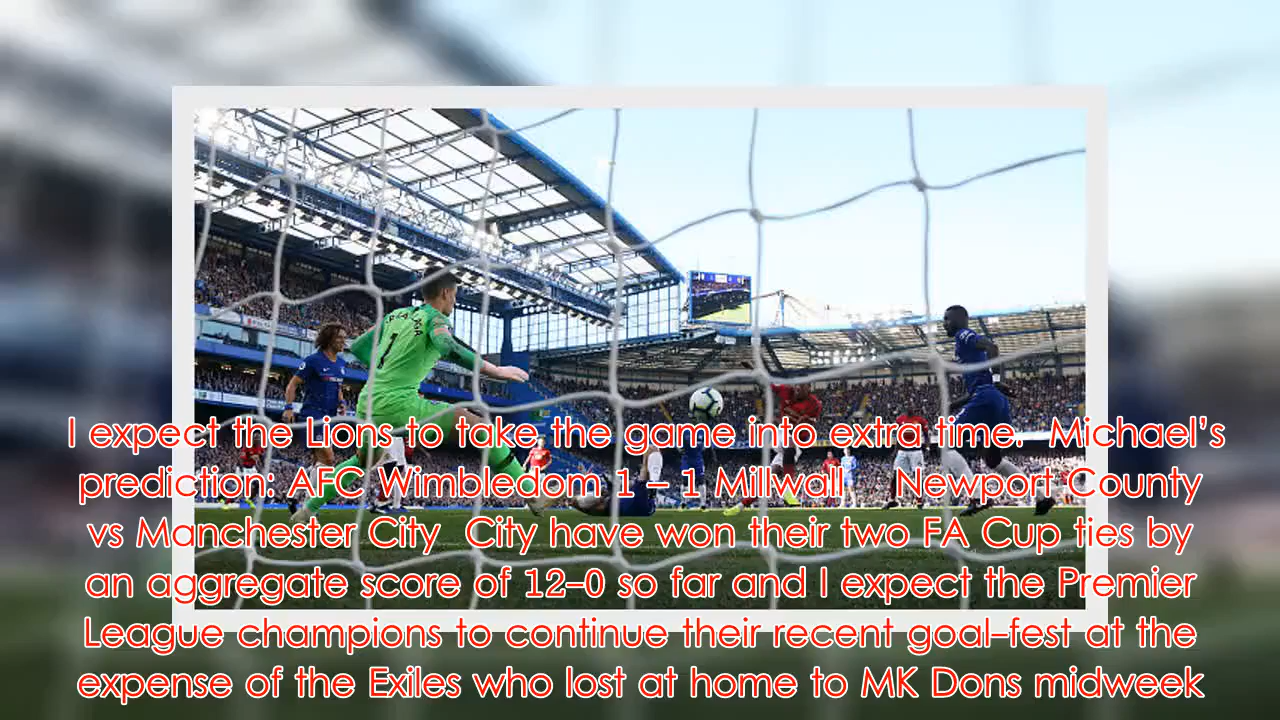 I expect the Lions to take the game into extra time. Michael's
prediction: AFC Wimbledom 1 – 1 Millwall Newport County
vs Manchester City City have won their two FA Cup ties by
an aggregate score of 12–0 so far and I expect the Premier
League champions to continue their recent goal–fest at the
expense of the Exiles who lost at home to MK Dons midweek
1